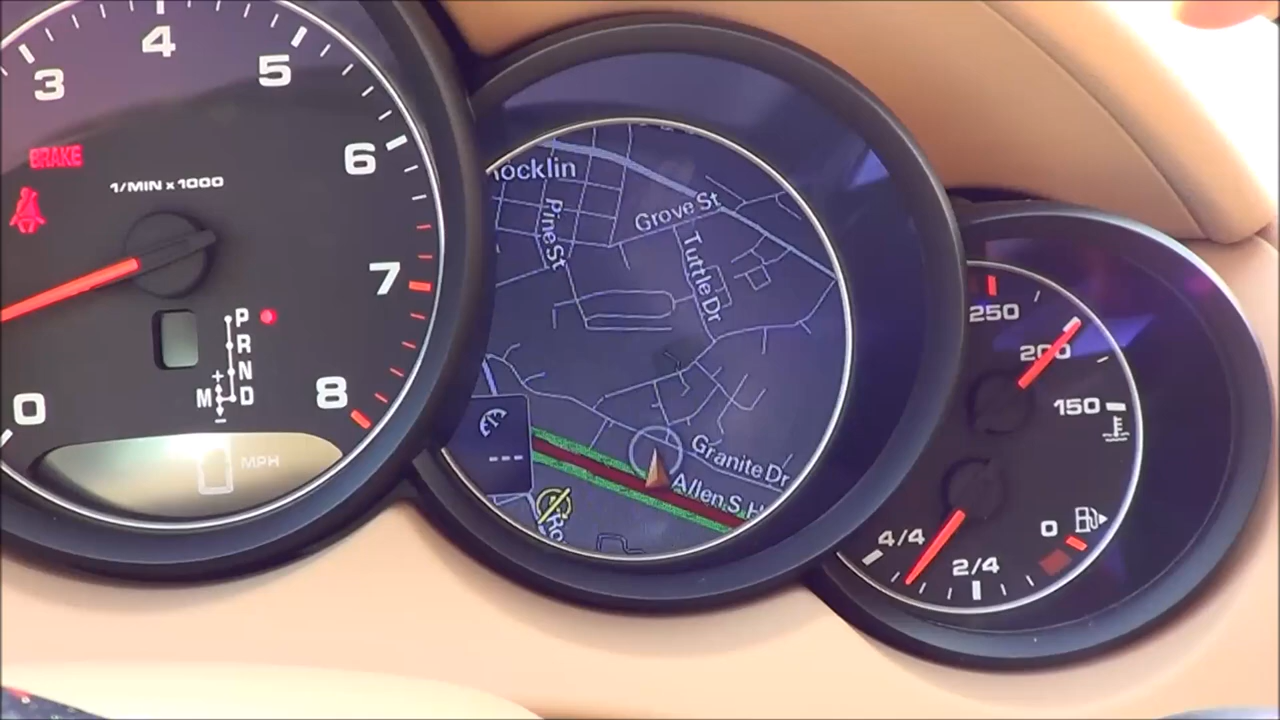 3
4
5
6
7
8
0
BRAKE
1/MIN x 1000
P
R
N
M D
+
-
MPH
ocklin
Pine St
Grove St
Tuttle Dr
Granite Dr
Allen S H
Ro
---
250
200
150
4/4
2/4
0